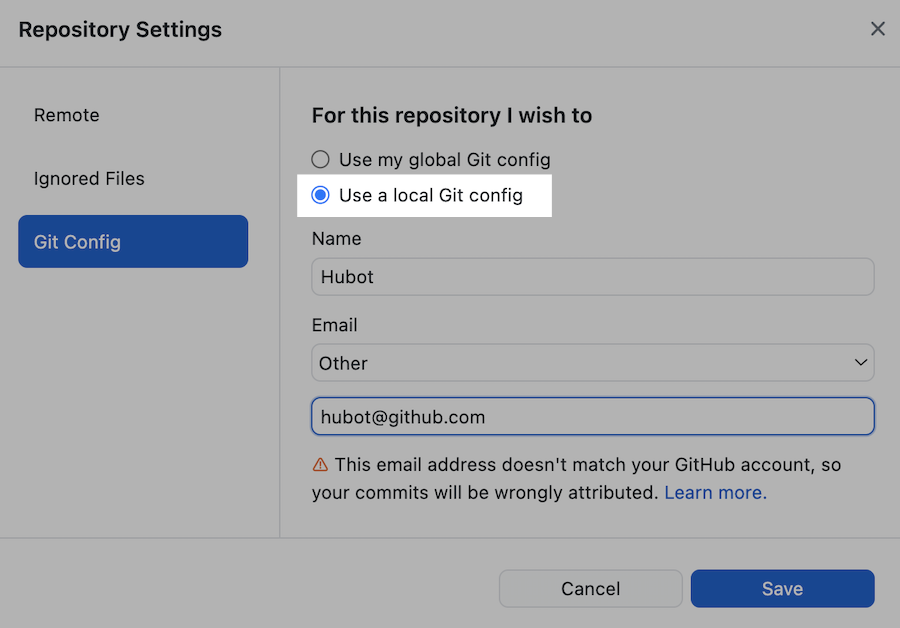 Repository Settings
Remote
Ignored Files
Git Config
For this repository I wish to
Use my global Git config
Use a local Git config
Name
Hubot
Email
Other
hubot@github.com
This email address doesn't match your GitHub account, so
your commits will be wrongly attributed. Learn more.
Cancel
Save